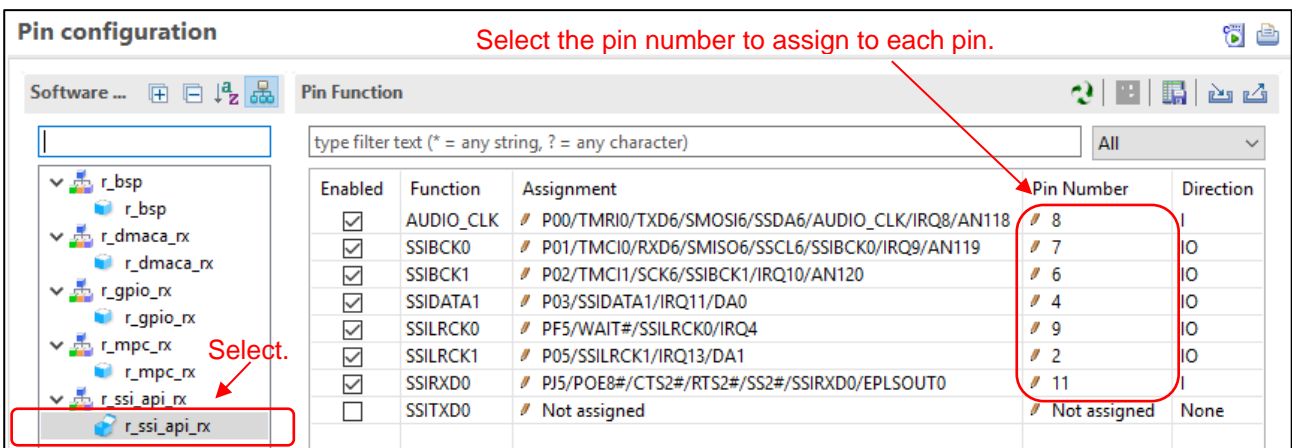 Pin configuration
Select the pin number to assign to each pin.
Software ...
Pin Function
type filter text (* = any string, ? = any character)
All
r_bsp
r_bsp
r_dmaca_rx
r_dmaca_rx
r_gpio_rx
r_gpio_rx
r_mpc_rx
r_mpc_rx
Select.
r_ssi_api_rx
r_ssi_api_rx
Enabled Function Assignment Pin Number Direction
AUDIO_CLK P00/TMRI0/TXD6/SMOSI6/SSDA6/AUDIO_CLK/IRQ8/AN118 8 I
SSIBCK0 P01/TMCI0/RXD6/SMISO6/SSCL6/SSIBCK0/IRQ9/AN119 7 IO
SSIBCK1 P02/TMCI1/SCK6/SSIBCK1/IRQ10/AN120 6 IO
SSIDATA1 P03/SSIDATA1/IRQ11/DA0 4 IO
SSILRCK0 PF5/WAIT#/SSILRCK0/IRQ4 9 IO
SSILRCK1 P05/SSILRCK1/IRQ13/DA1 2 IO
SSIRXD0 PJ5/POE8#/CTS2#/RTS2#/SS2#/SSIRXD0/EPLSOUT0 11 I
SSITXD0 Not assigned Not assigned None